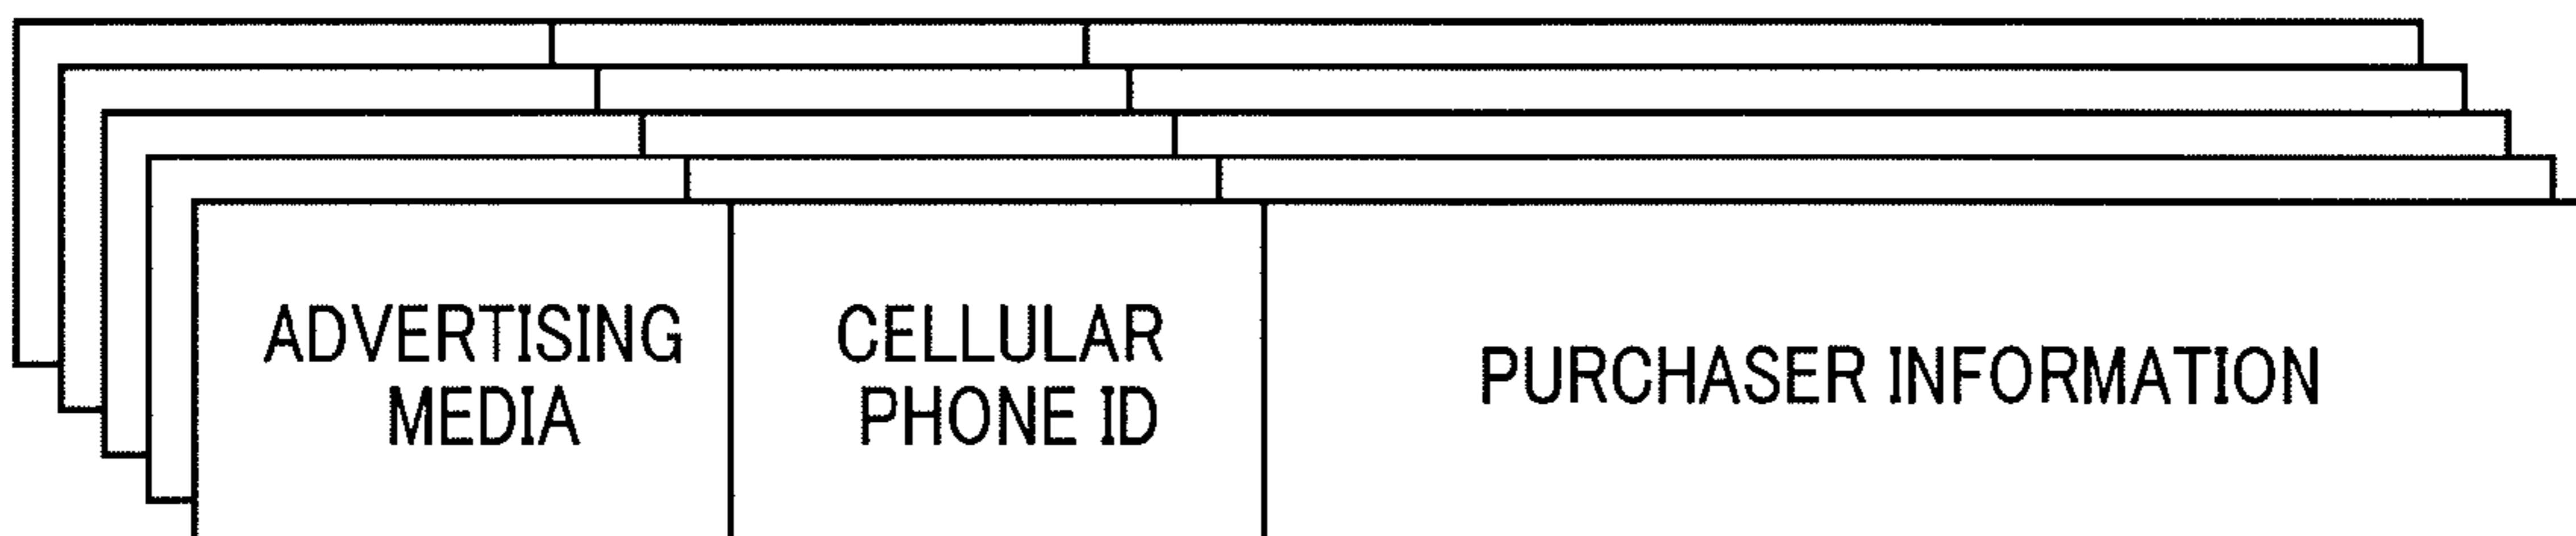 ADVERTISING
MEDIA
CELLULAR
PHONE ID
PURCHASER INFORMATION